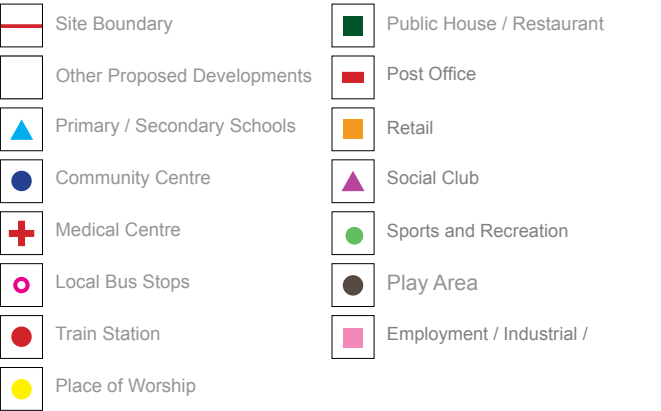 Site Boundary
Other Proposed Developments
Primary / Secondary Schools
Community Centre
Medical Centre
Local Bus Stops
Train Station
Place of Worship
Public House / Restaurant
Post Office
Retail
Social Club
Sports and Recreation
Play Area
Employment / Industrial /